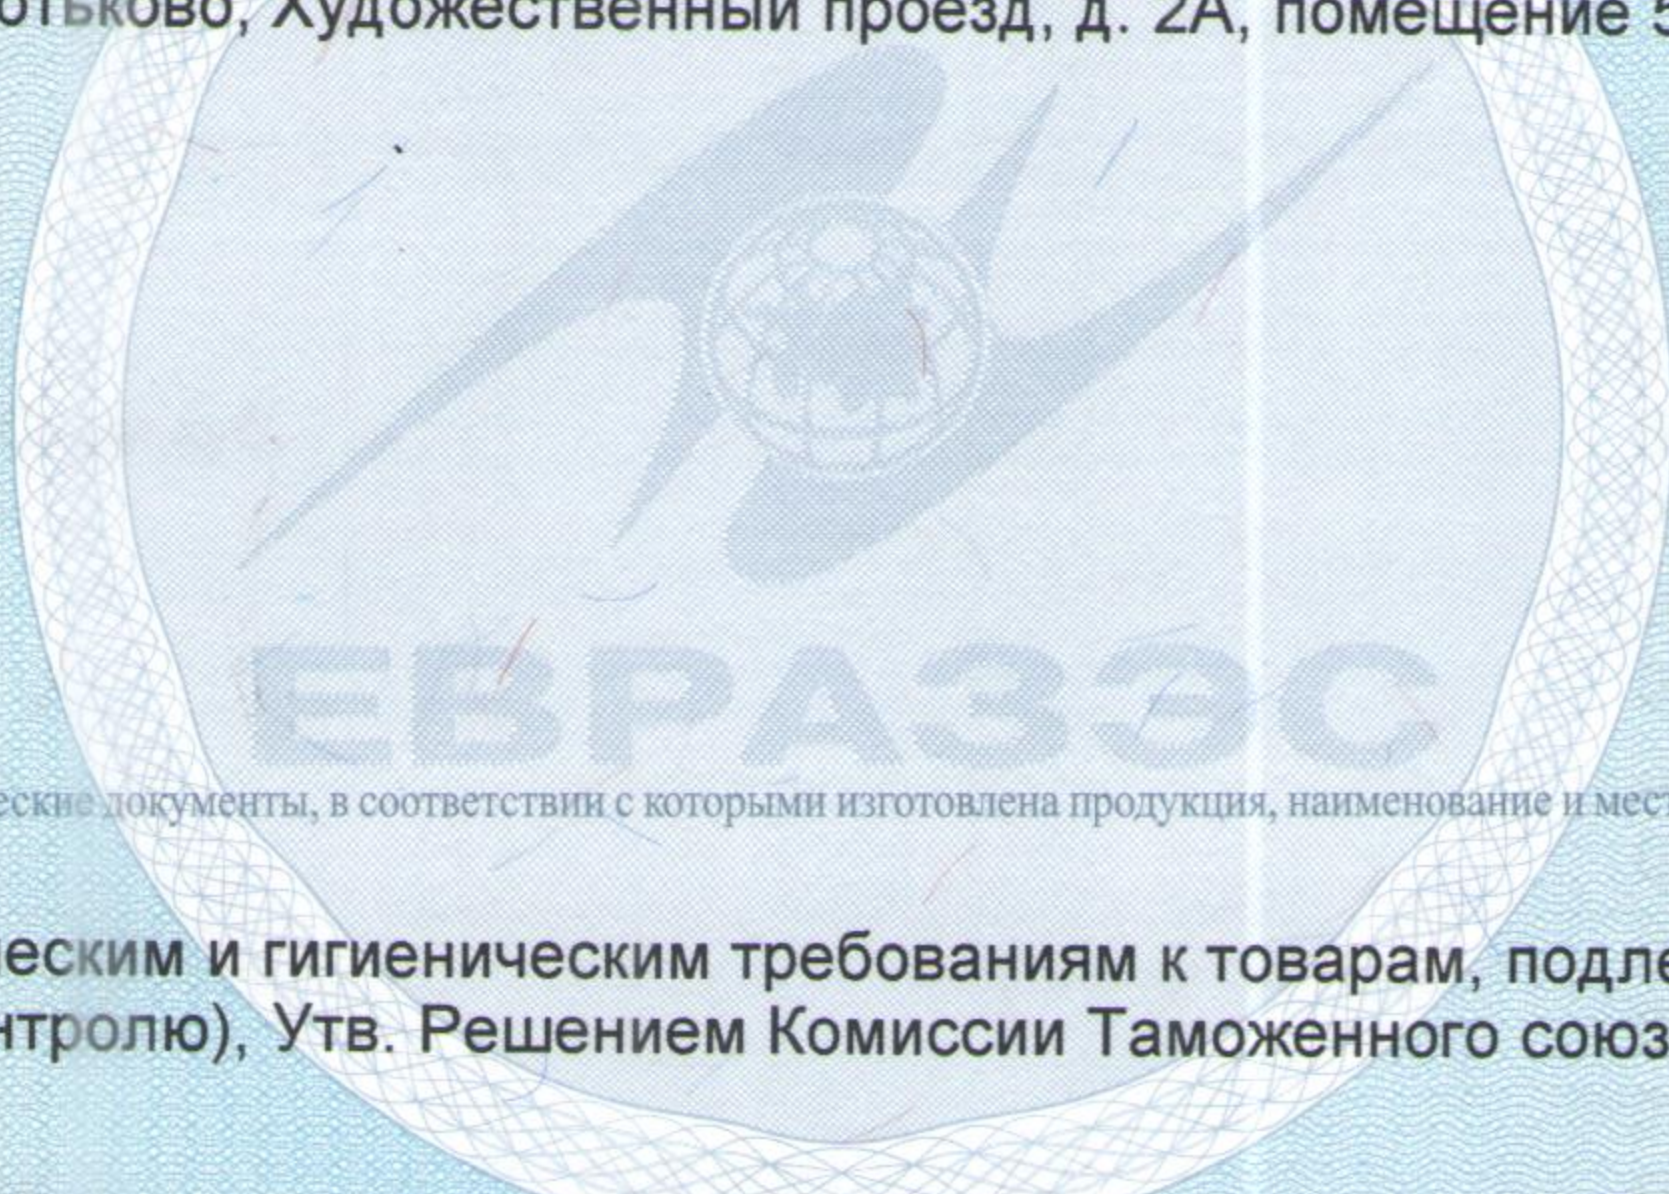 отьково, Художественный проезд, д. 2А, помещение 5
ЕВРАЗЭС
еские документы, в соответствии с которыми изготовлена продукция, наименование и мест
еским и гигиеническим требованиям к товарам, подле
нтролю), Утв. Решением Комиссии Таможенного союз